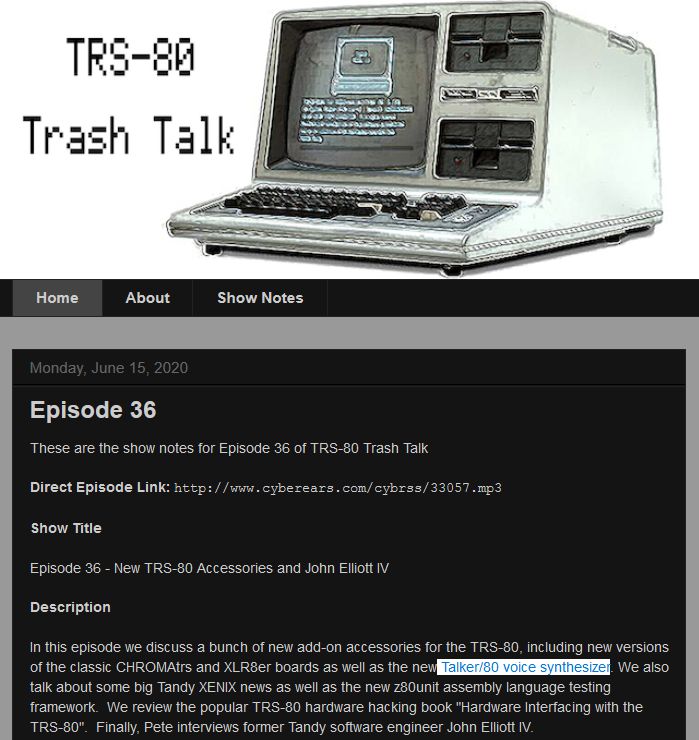 TRS-80
Trash Talk
Home About Show Notes
Monday, June 15, 2020
Episode 36
These are the show notes for Episode 36 of TRS-80 Trash Talk
Direct Episode Link: http://www.cyberears.com/cybrss/33057.mp3
Show Title
Episode 36 - New TRS-80 Accessories and John Elliott IV
Description
In this episode we discuss a bunch of new add-on accessories for the TRS-80, including new versions
of the classic CHROMAtrs and XLR8er boards as well as the new Talker/80 voice synthesizer. We also
talk about some big Tandy XENIX news as well as the new z80unit assembly language testing
framework. We review the popular TRS-80 hardware hacking book "Hardware Interfacing with the
TRS-80". Finally, Pete interviews former Tandy software engineer John Elliott IV.